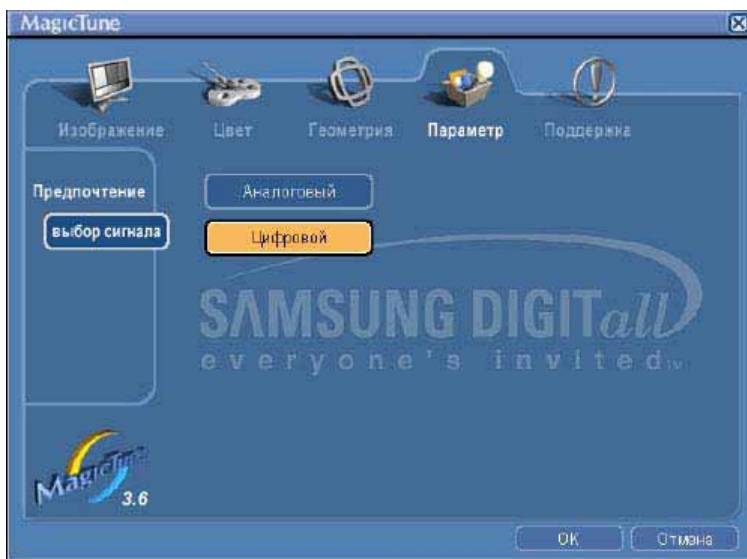 MagicTune
Изображение
Цвет
Геометрия
Параметр
Поддержка
Предпочтение
выбор сигнала
Аналоговый
Цифровой
SAMSUNG DIGITall
everyone's invited™
MagicTune
3.6
OK
Отмена